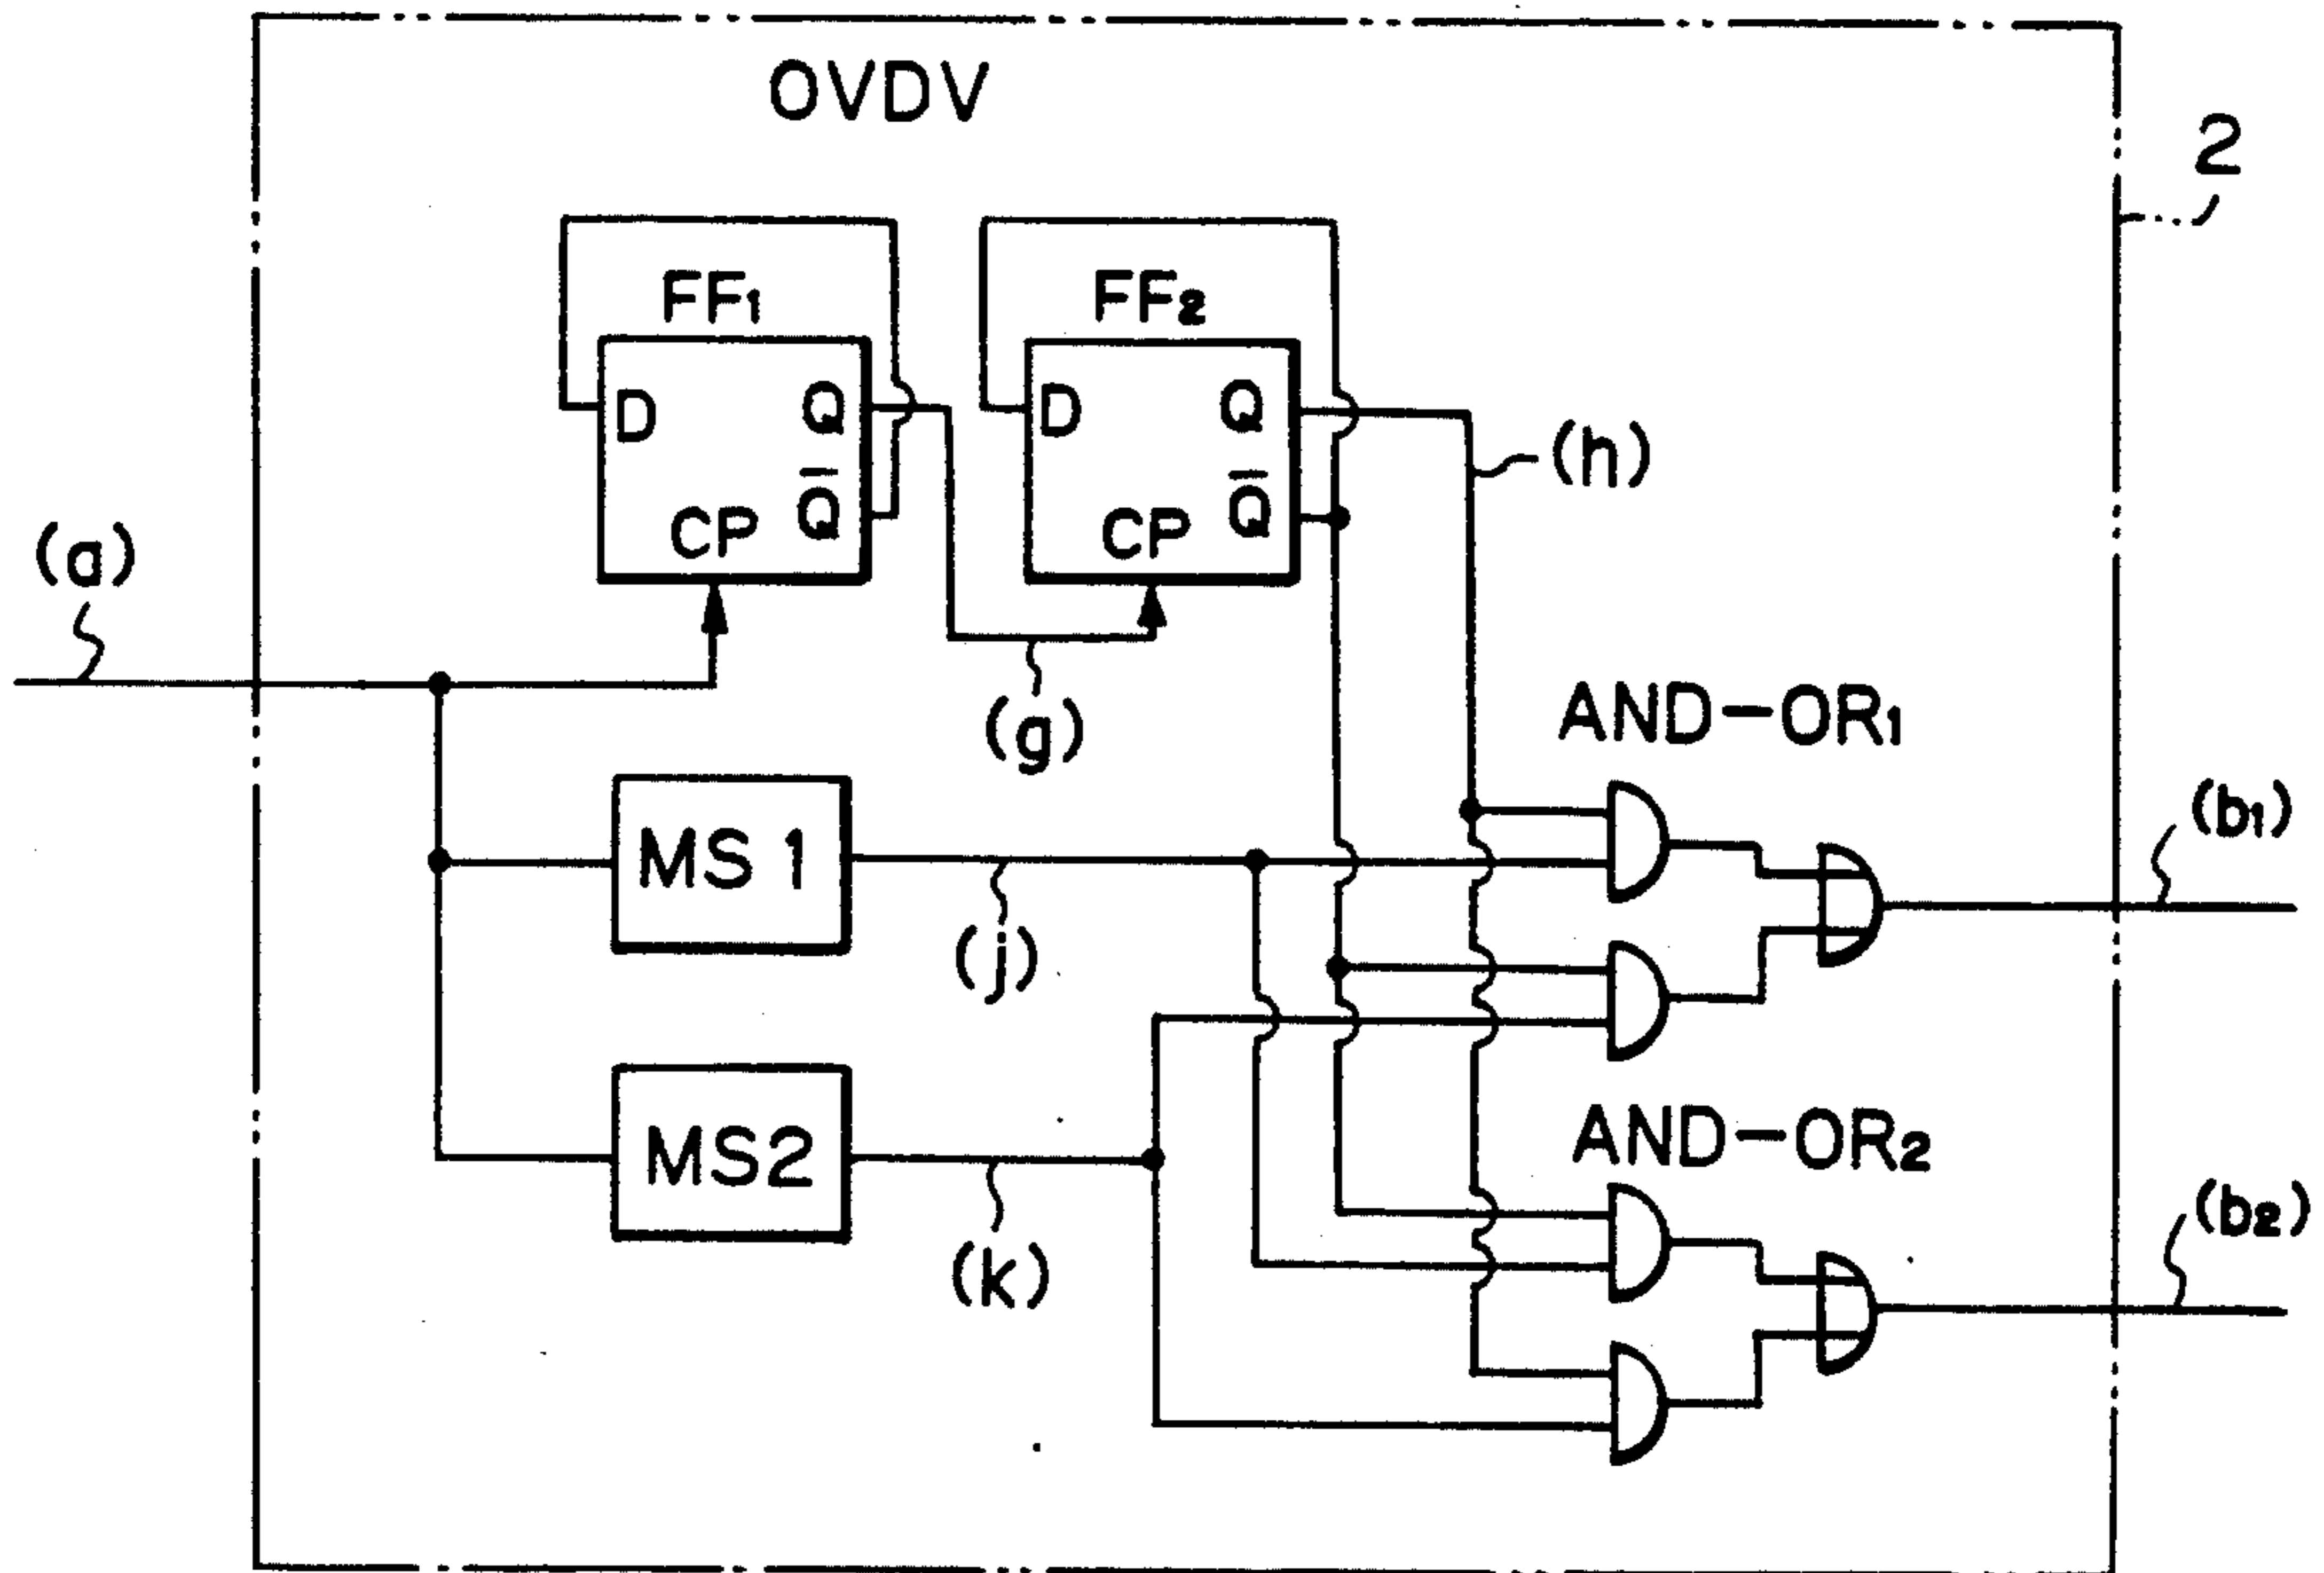 OVDV
2
FF1
FF2
D
Q
Q̅
CP
D
Q
Q̅
CP
(h)
(a)
(g)
AND-OR1
(b1)
MS 1
(j)
MS2
(k)
AND-OR2
(b2)